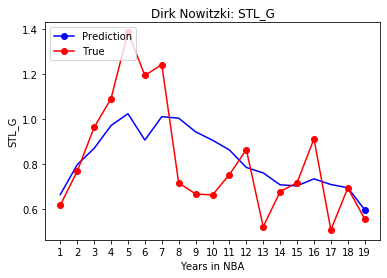 Dirk Nowitzki: STL_G
Prediction
True
STL_G
1.4
1.2
1.0
0.8
0.6
1 2 3 4 5 6 7 8 9 10 11 12 13 14 15 16 17 18 19
Years in NBA